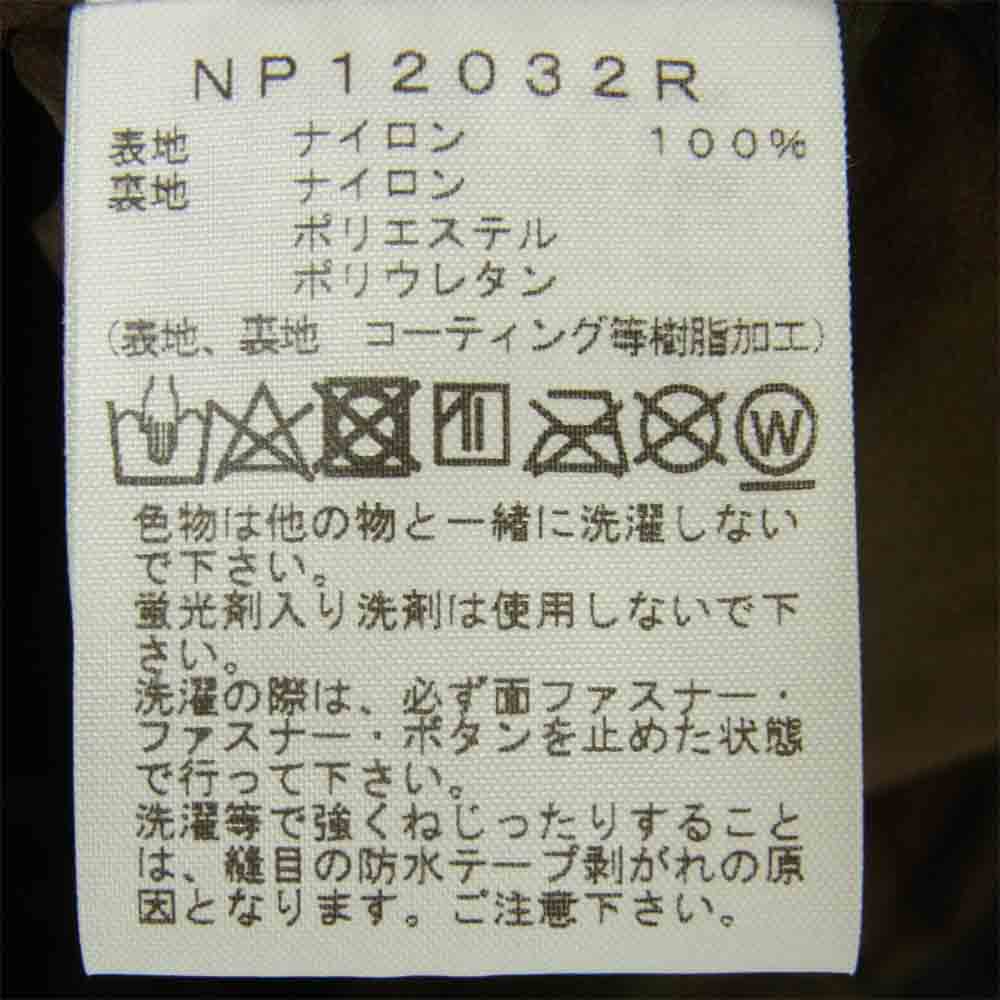 NP12032R
表地 ナイロン 100%
裏地 ナイロン
ポリエステル
ポリウレタン
(表地、裏地 コーティング等樹脂加工)
W
色物は他の物と一緒に洗濯しない
で下さい。
蛍光剤入り洗剤は使用しないで下
さい。
洗濯の際は、必ず面ファスナー・
ファスナー・ボタンを止めた状態
で行って下さい。
洗濯等で強くねじったりすること
は、縫目の防水テープ剥がれの原
因となります。ご注意下さい。